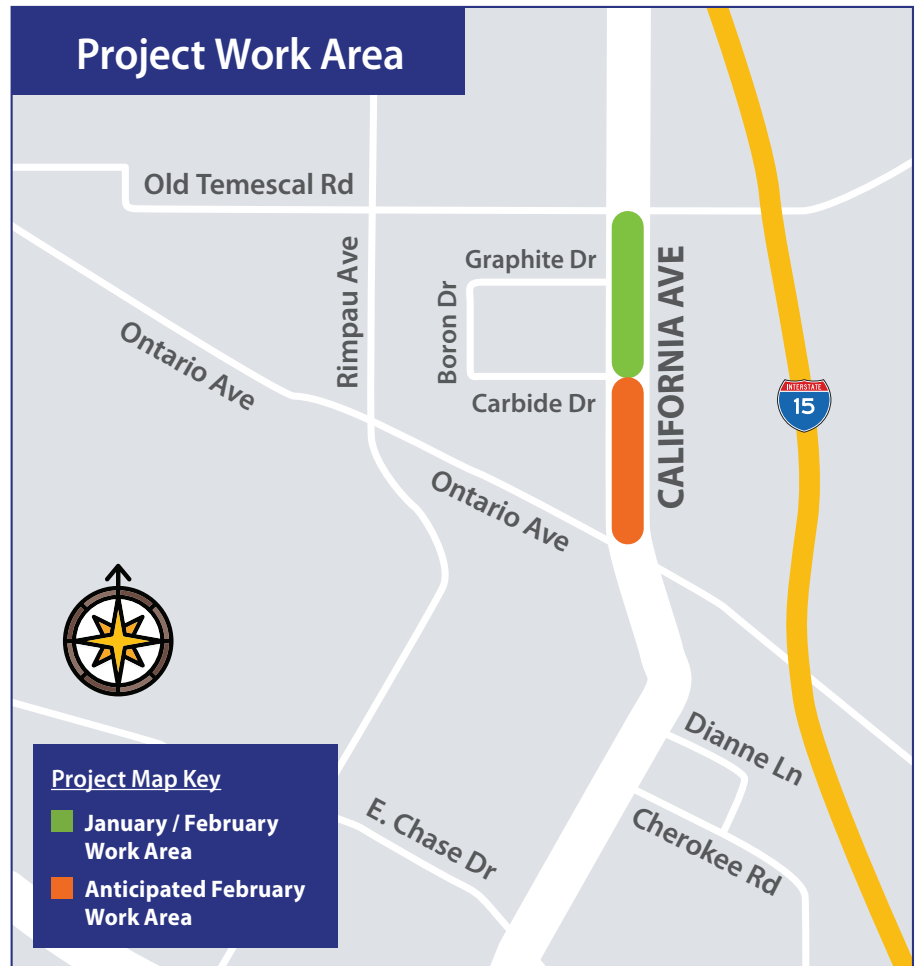 Project Work Area
Old Temescal Rd
Graphite Dr
Rimpau Ave
Boron Dr
CALIFORNIA AVE
Ontario Ave
Carbide Dr
INTERSTATE
15
Ontario Ave
Dianne Ln
Cherokee Rd
E. Chase Dr
Project Map Key
January / February
Work Area
Anticipated February
Work Area